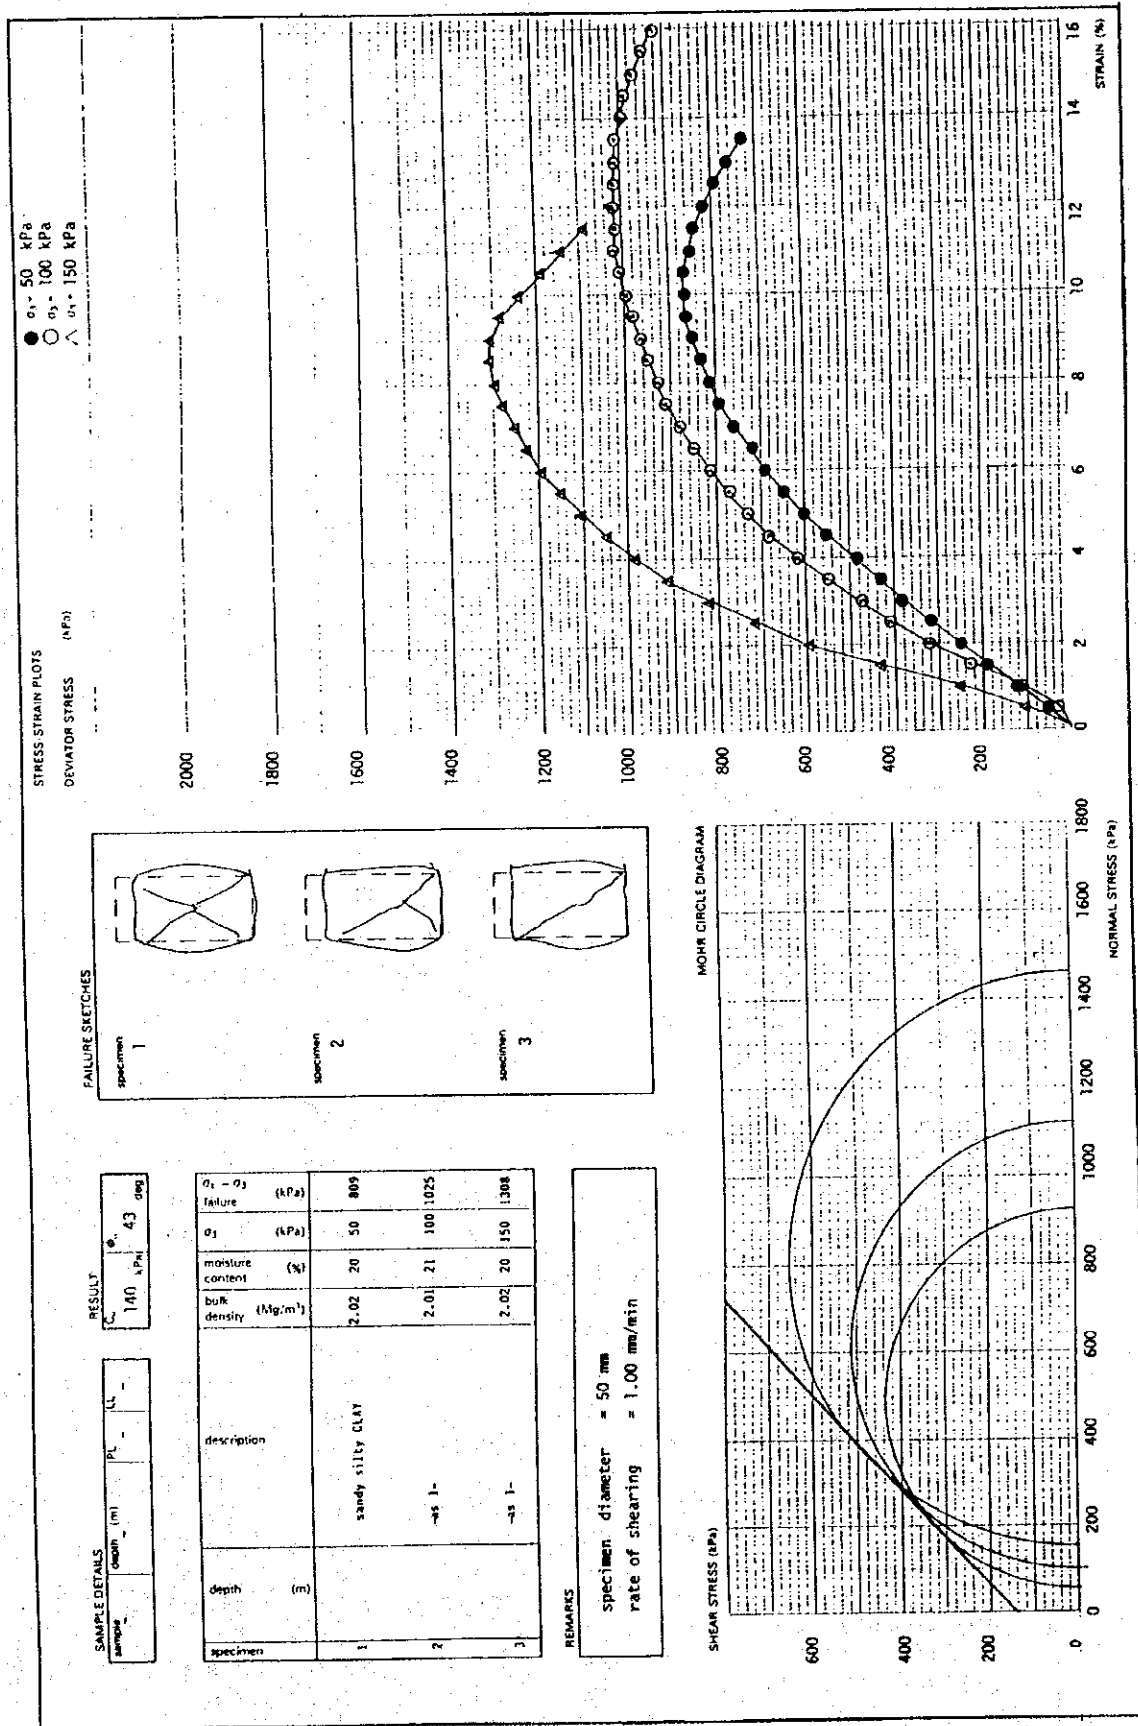 SAMPLE DETAILS
sample - depth (m) - PL - LL -
RESULT
Cu 140 kPa Φu 43 deg
specimen depth (m) description bulk density (Mg/m³) moisture content (%) σ3 (kPa) σ1 - σ3 failure (kPa)
1 sandy silty CLAY 2.02 20 50 809
2 -as 1- 2.01 21 100 1025
3 -as 1- 2.02 20 150 1308
REMARKS
specimen diameter = 50 mm
rate of shearing = 1.00 mm/min
FAILURE SKETCHES
specimen 1
specimen 2
specimen 3
SHEAR STRESS (kPa)
MOHR CIRCLE DIAGRAM
600
400
200
0
0 200 400 600 800 1000 1200 1400 1600 1800
NORMAL STRESS (kPa)
STRESS-STRAIN PLOTS
DEVIATOR STRESS (kPa)
● σ3 - 50 kPa
○ σ3 - 100 kPa
△ σ3 - 150 kPa
2000
1800
1600
1400
1200
1000
800
600
400
200
0 2 4 6 8 10 12 14 16
STRAIN (%)